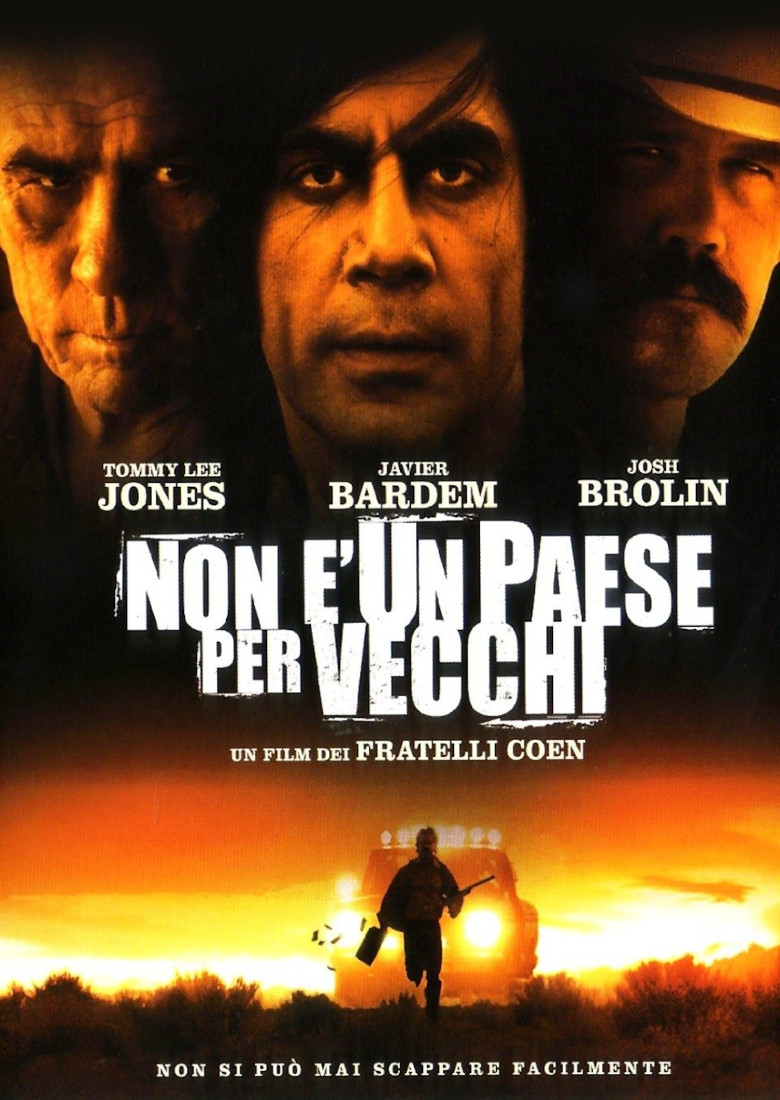 TOMMY LEE
JONES
JAVIER
BARDEM
JOSH
BROLIN
NON E' UN PAESE
PER VECCHI
UN FILM DEI FRATELLI COEN
NON SI PUÒ MAI SCAPPARE FACILMENTE